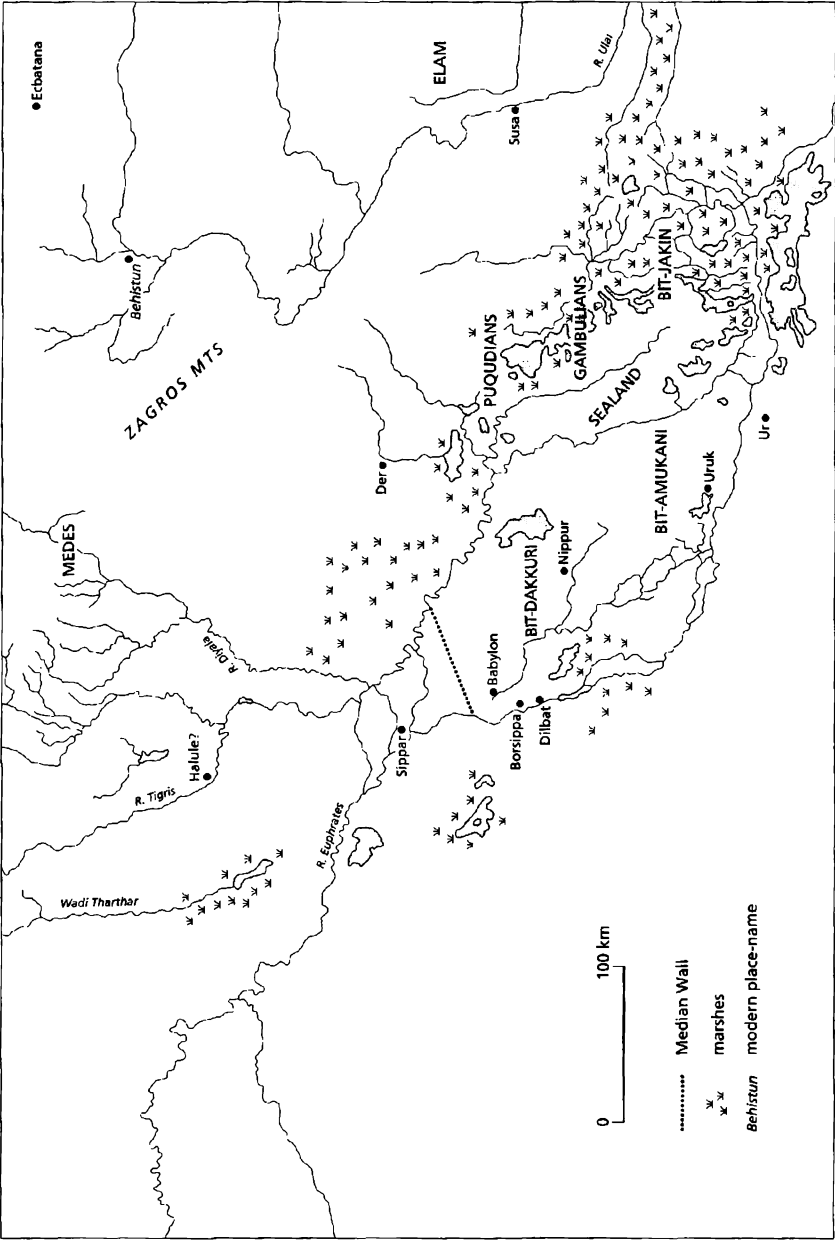 Ecbatana
Behistun
ZAGROS MTS
ELAM
Susa
R. Ulai
MEDES
R. Diyala
Der
PUQUDIANS
GAMBULIANS
BIT-JAKIN
SEALAND
Halule?
R. Tigris
Wadi Tharthar
R. Euphrates
Sippar
Babylon
Borsippa
Dilbat
BIT-DAKKURI
Nippur
BIT-AMUKANI
Uruk
Ur
0 100 km
Median Wall
marshes
Behistun modern place-name